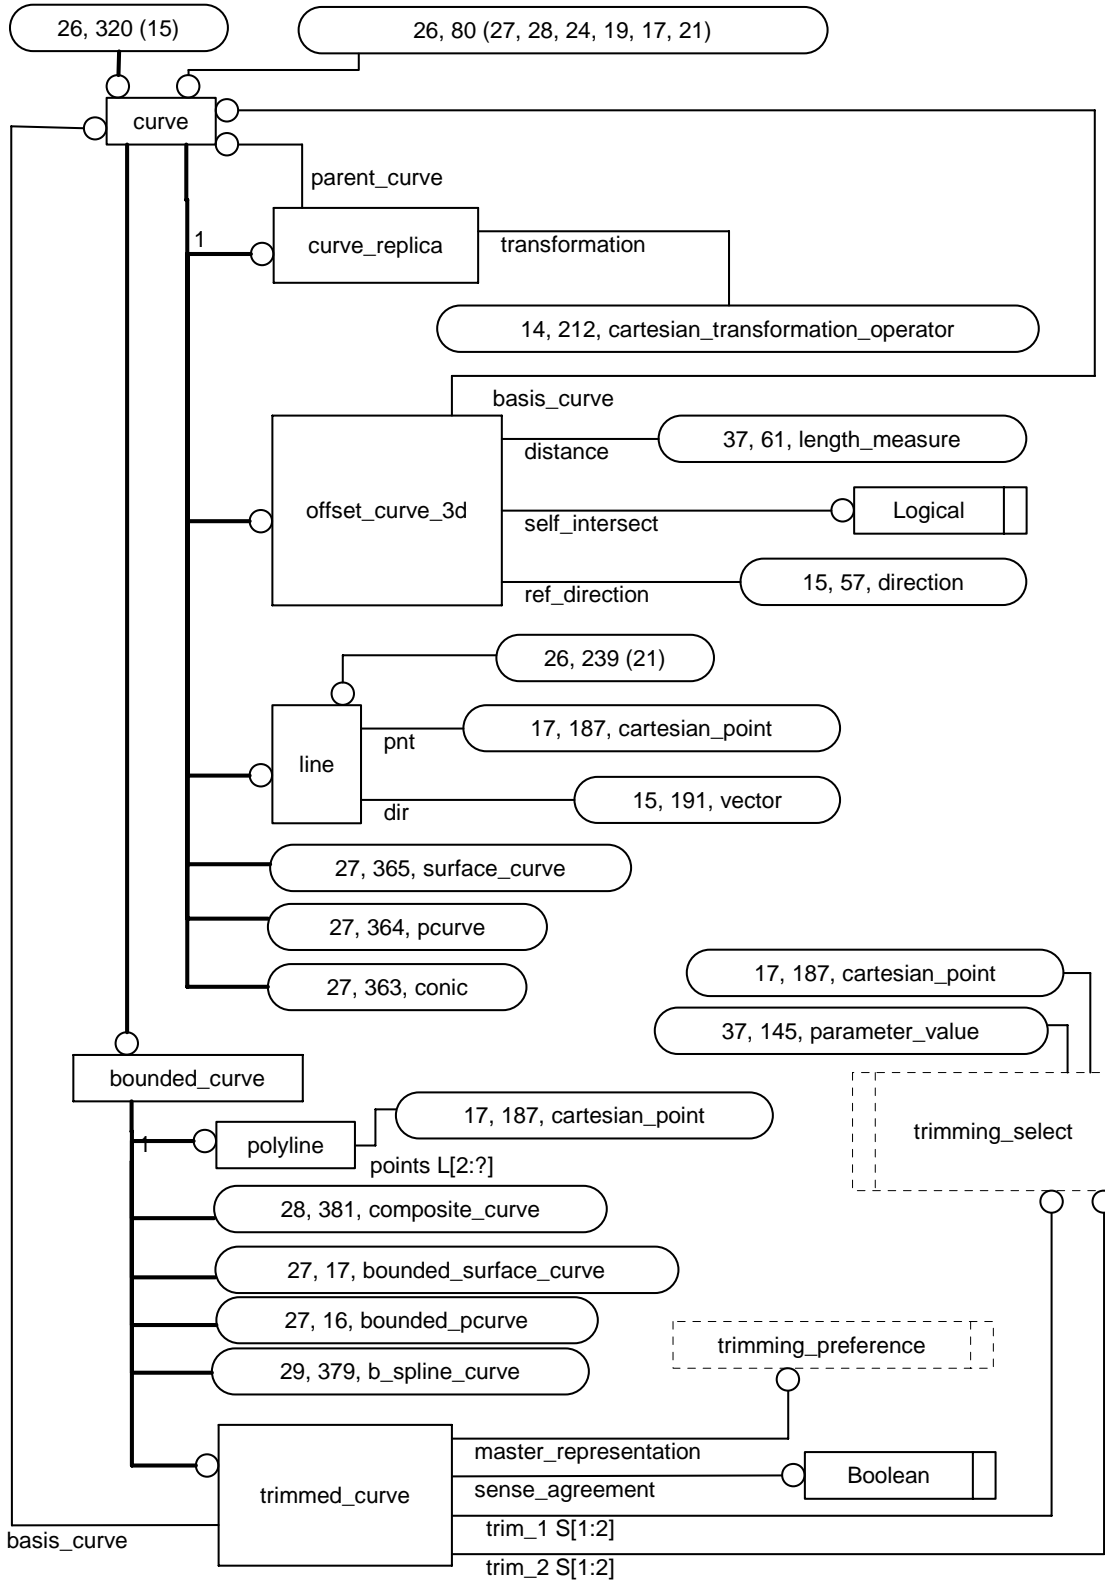 26, 320 (15)
26, 80 (27, 28, 24, 19, 17, 21)
curve
parent_curve
1
curve_replica
transformation
14, 212, cartesian_transformation_operator
basis_curve
offset_curve_3d
distance
37, 61, length_measure
self_intersect
Logical
ref_direction
15, 57, direction
26, 239 (21)
line
pnt
17, 187, cartesian_point
dir
15, 191, vector
27, 365, surface_curve
27, 364, pcurve
27, 363, conic
17, 187, cartesian_point
37, 145, parameter_value
trimming_select
bounded_curve
1
polyline
17, 187, cartesian_point
points L[2:?]
28, 381, composite_curve
27, 17, bounded_surface_curve
27, 16, bounded_pcurve
29, 379, b_spline_curve
trimming_preference
trimmed_curve
master_representation
sense_agreement
Boolean
trim_1 S[1:2]
trim_2 S[1:2]
basis_curve